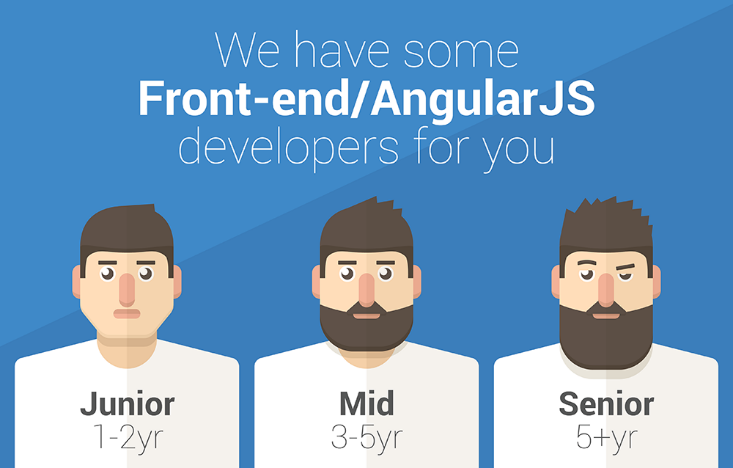 We have some
Front-end/AngularJS
developers for you
Junior
1-2yr
Mid
3-5yr
Senior
5+yr